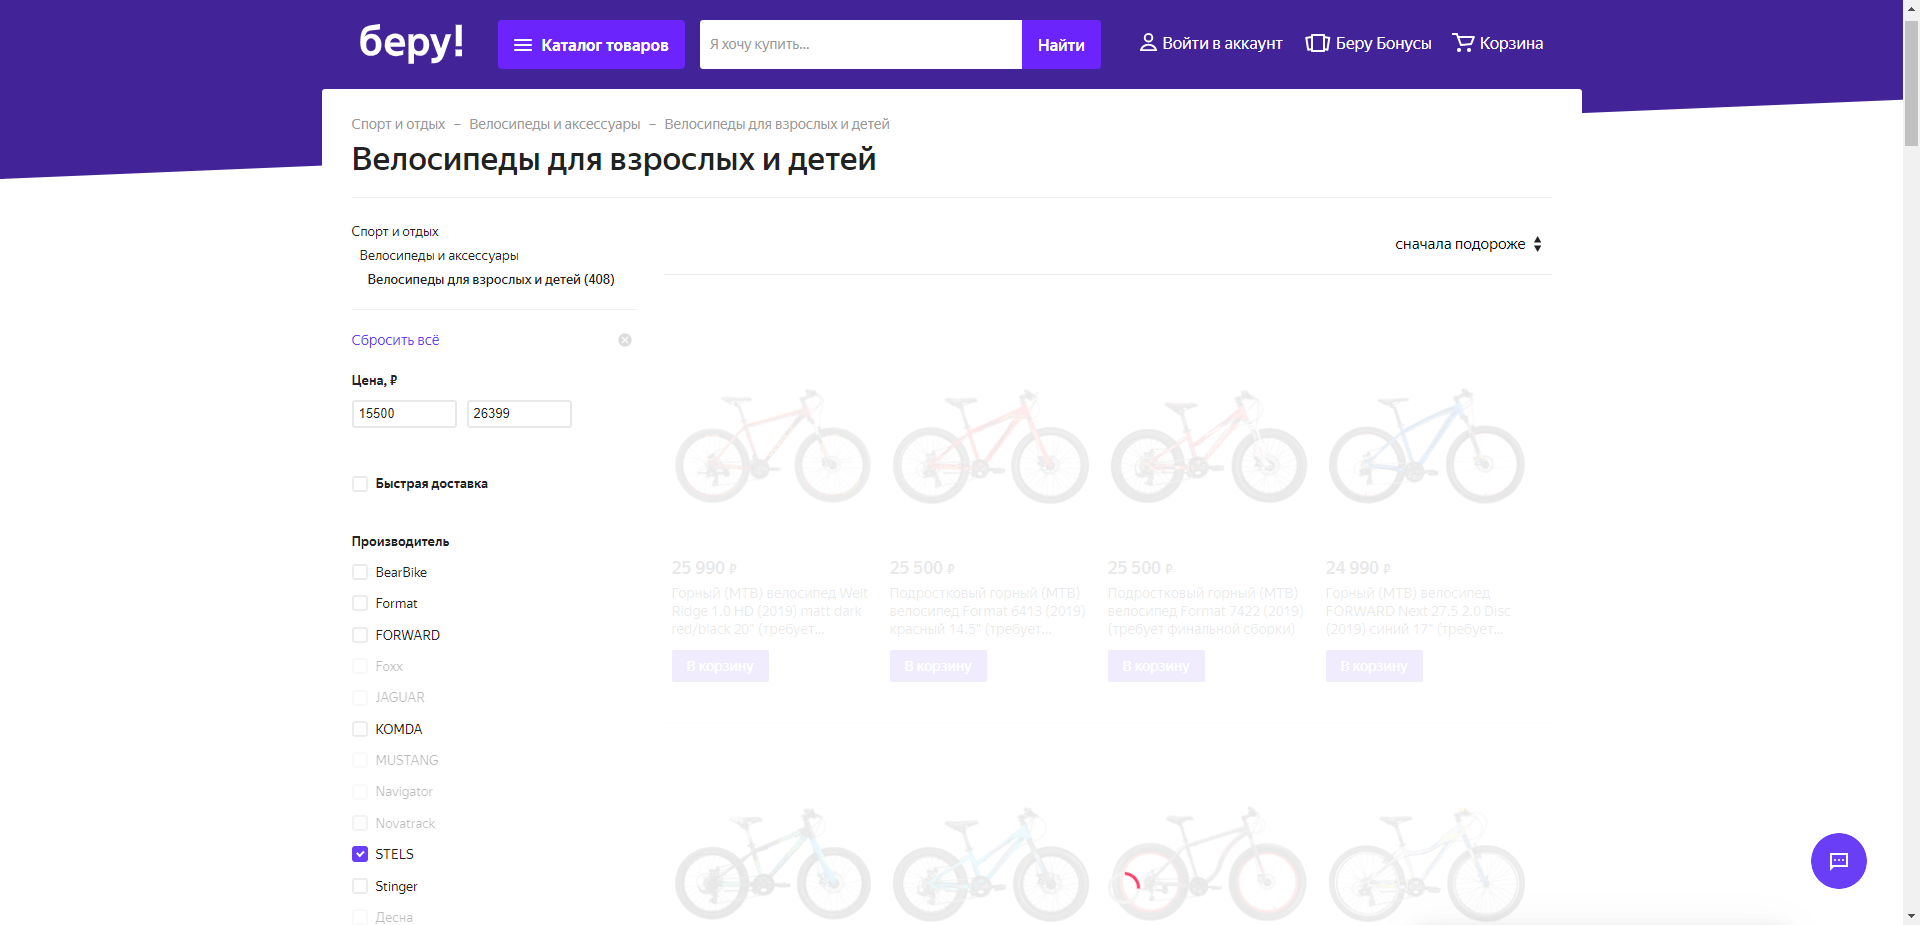 беру!
Каталог товаров
Я хочу купить...
Найти
Войти в аккаунт
Беру Бонусы
Корзина
Спорт и отдых – Велосипеды и аксессуары – Велосипеды для взрослых и детей
Велосипеды для взрослых и детей
Спорт и отдых
Велосипеды и аксессуары
Велосипеды для взрослых и детей (408)
сначала подороже
Сбросить всё
Цена, ₽
15500
26399
Быстрая доставка
Производитель
BearBike
Format
FORWARD
Foxx
JAGUAR
KOMDA
MUSTANG
Navigator
Novatrack
STELS
Stinger
Десна
25 990 ₽
Горный (MTB) велосипед Welt
Ridge 1.0 HD (2019) matt dark
red/black 20" (требует...
В корзину
25 500 ₽
Подростковый горный (MTB)
велосипед Format 6413 (2019)
красный 14.5" (требует...
В корзину
25 500 ₽
Подростковый горный (MTB)
велосипед Format 7422 (2019)
(требует финальной сборки)
В корзину
24 990 ₽
Горный (MTB) велосипед
FORWARD Next 27.5 2.0 Disc
(2019) синий 17" (требует...
В корзину